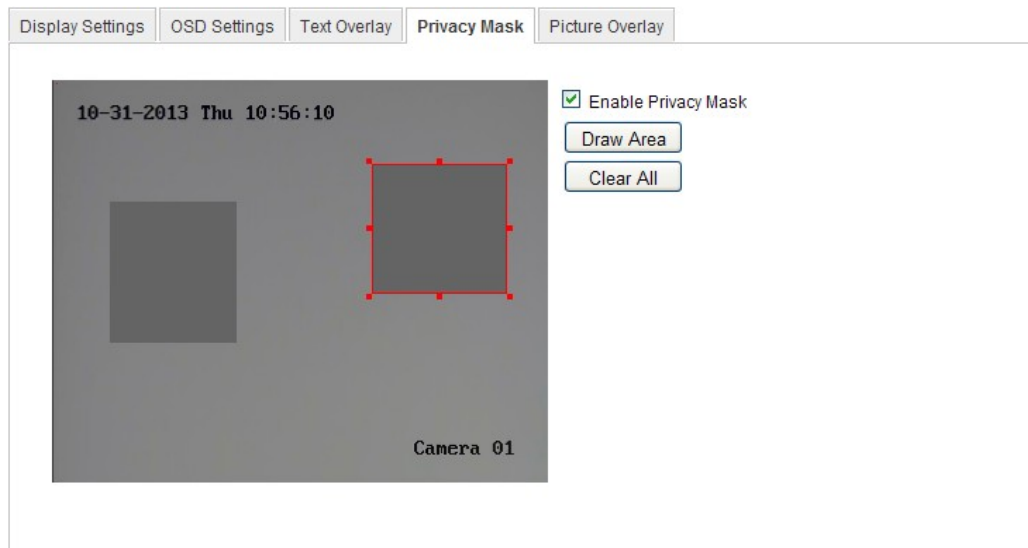 Display Settings OSD Settings Text Overlay Privacy Mask Picture Overlay
10-31-2013 Thu 10:56:10
Enable Privacy Mask
Draw Area
Clear All
Camera 01